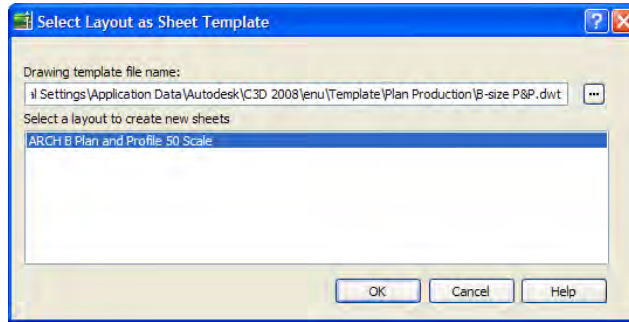 Select Layout as Sheet Template
Drawing template file name:
al Settings\Application Data\Autodesk\C3D 2008\enu\Template\Plan Production\B-size P&P.dwt
...
Select a layout to create new sheets
ARCH B Plan and Profile 50 Scale
OK Cancel Help